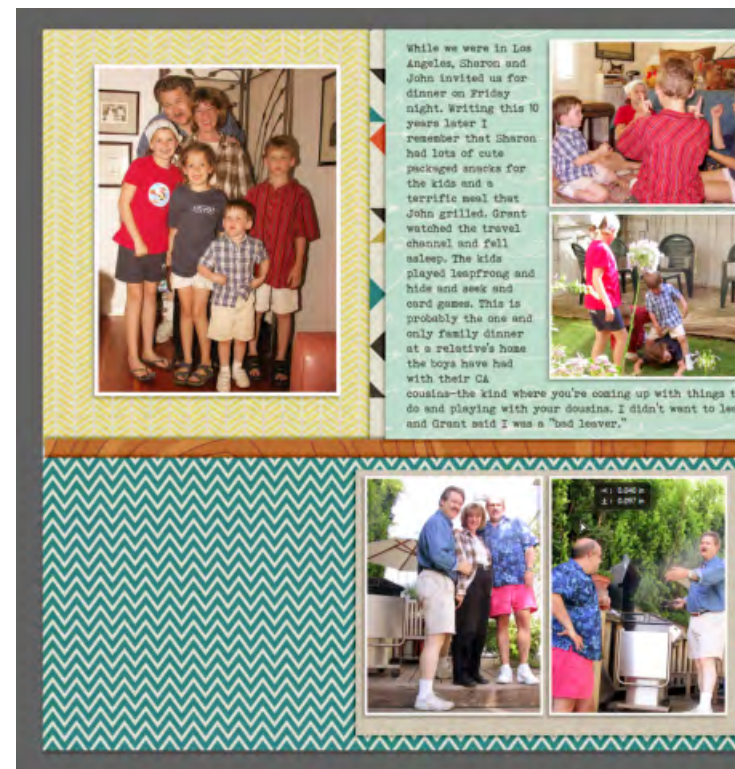 While we were in Los
Angeles, Sharon and
John invited us for
dinner on Friday
night. Writing this 10
years later I
remember that Sharon
had lots of cute
packaged snacks for
the kids and a
terrific meal that
John grilled. Grant
watched the travel
channel and fell
asleep. The kids
played leapfrong and
hide and seek and
card games. This is
probably the one and
only family dinner
at a relative's home
the boys have had
with their CA
cousins—the kind where you're coming up with things t
do and playing with your dousins. I didn't want to lea
and Grant said I was a "bad leaver."